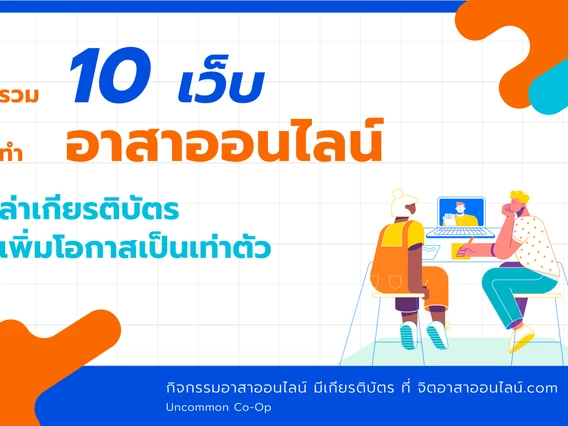 รวม 10 เว็บ
ทำ อาสาออนไลน์
ล่าเกียรติบัตร
เพิ่มโอกาสเป็นเท่าตัว
กิจกรรมอาสาออนไลน์ มีเกียรติบัตร ที่ จิตอาสาออนไลน์.com
Uncommon Co-Op